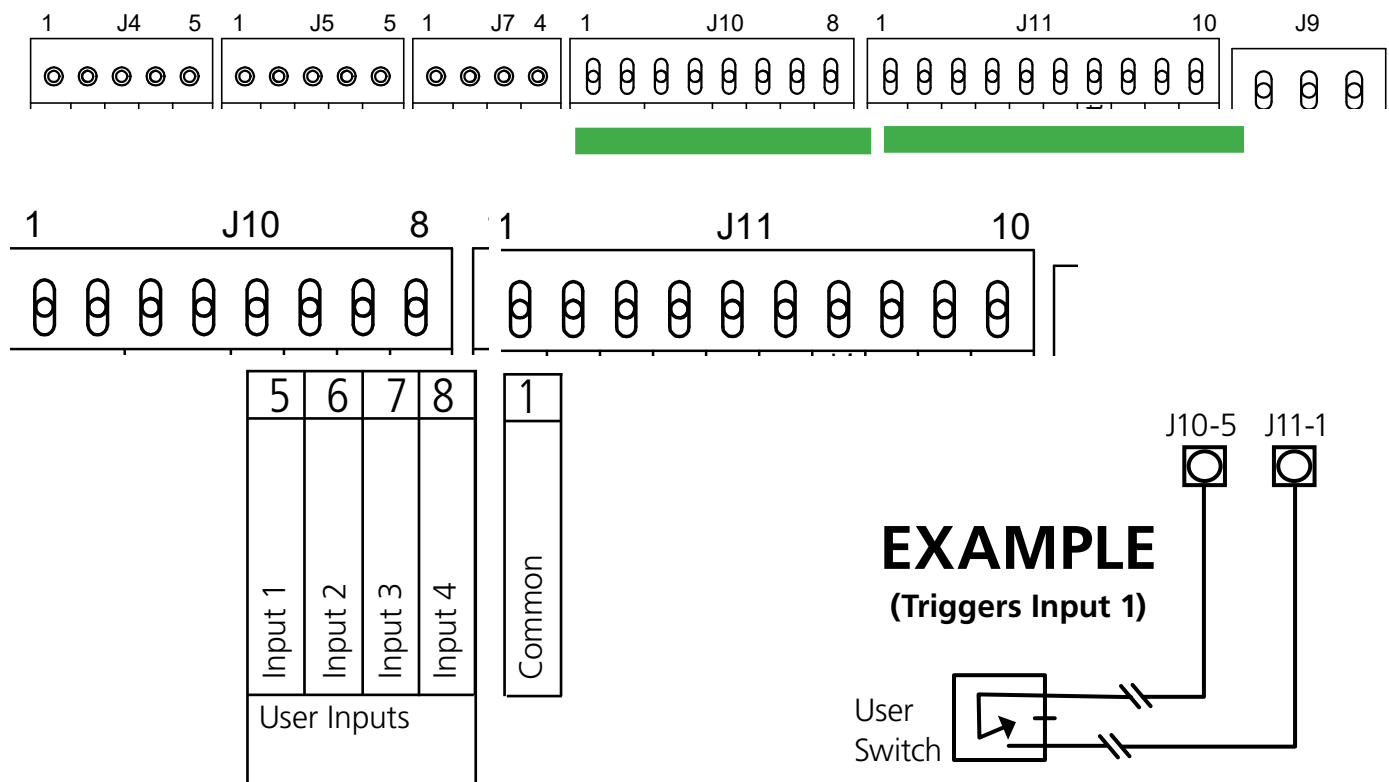 1 J4 5 1 J5 5 1 J7 4 1 J10 8 1 J11 10 J9
1 J10 8 1 J11 10
5 6 7 8 1
Input 1
Input 2
Input 3
Input 4
Common
User Inputs
J10-5 J11-1
EXAMPLE
(Triggers Input 1)
User
Switch